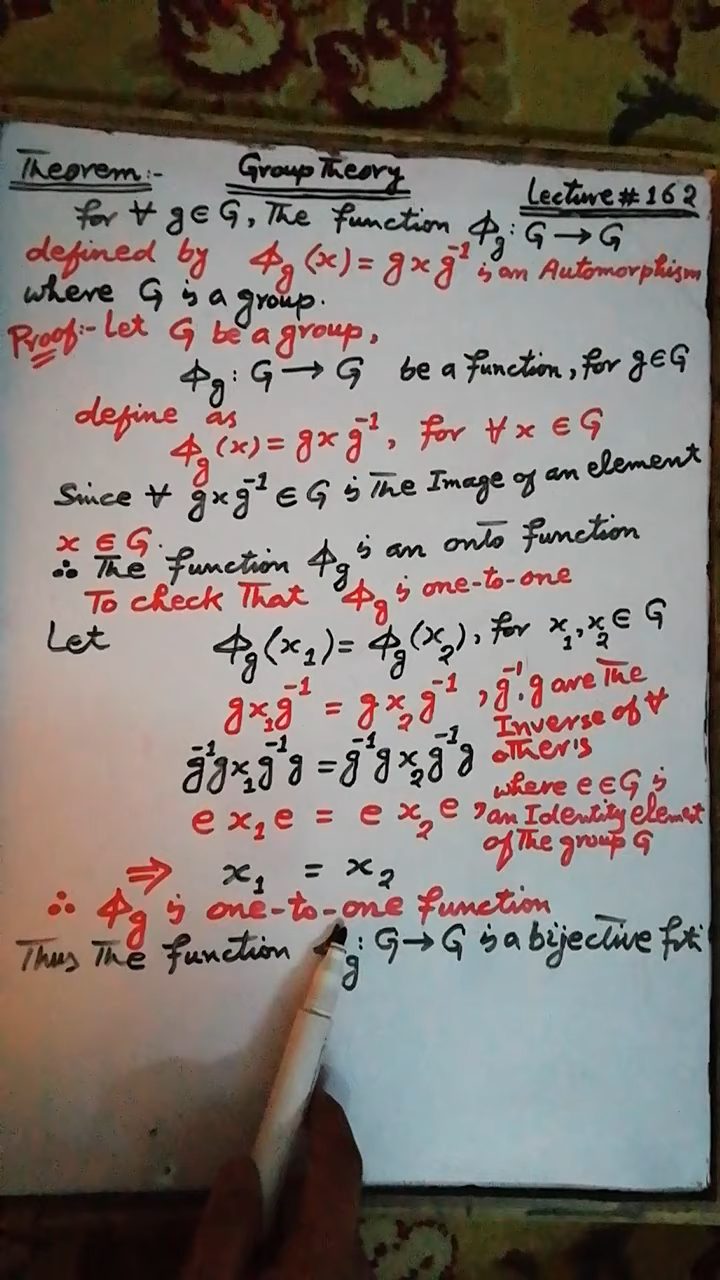 Theorem:- Group Theory Lecture # 162
for ∀ g ∈ G, The function Φg : G → G
defined by Φg(x) = gxg⁻¹ is an Automorphism
where G is a group.
Proof:- Let G be a group,
Φg : G → G be a function, for g ∈ G
define as
Φg(x) = gxg⁻¹, for ∀ x ∈ G
Since ∀ gxg⁻¹ ∈ G is The Image of an element
x ∈ G.
∴ The function Φg is an onto function
To check That Φg is one-to-one
Let Φg(x₁) = Φg(x₂), for x₁, x₂ ∈ G
gx₁g⁻¹ = gx₂g⁻¹, g⁻¹, g are The
Inverse of ∀
g⁻¹gx₁g⁻¹g = g⁻¹gx₂g⁻¹g other's
where e ∈ G is
e x₁ e = e x₂ e, an Identity element
of The group G
⇒ x₁ = x₂
∴ Φg is one-to-one function
Thus The function Φg : G → G is a bijective